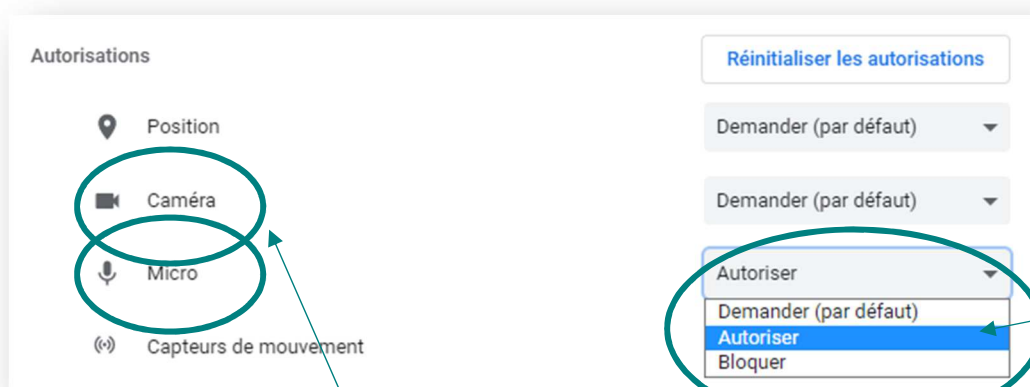 Autorisations
Réinitialiser les autorisations
Position
Demander (par défaut)
Caméra
Demander (par défaut)
Micro
Autoriser
Demander (par défaut)
Autoriser
Bloquer
Capteurs de mouvement